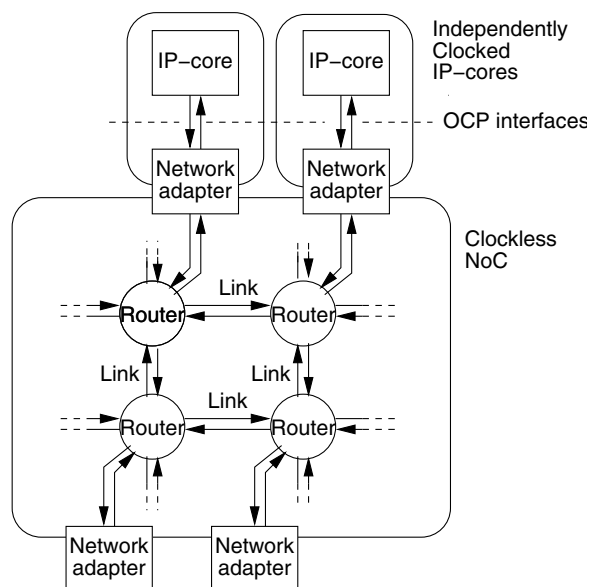 Independently
Clocked
IP-cores
IP-core
IP-core
OCP interfaces
Network
adapter
Network
adapter
Clockless
NoC
Link
Router
Router
Link
Link
Link
Router
Router
Network
adapter
Network
adapter